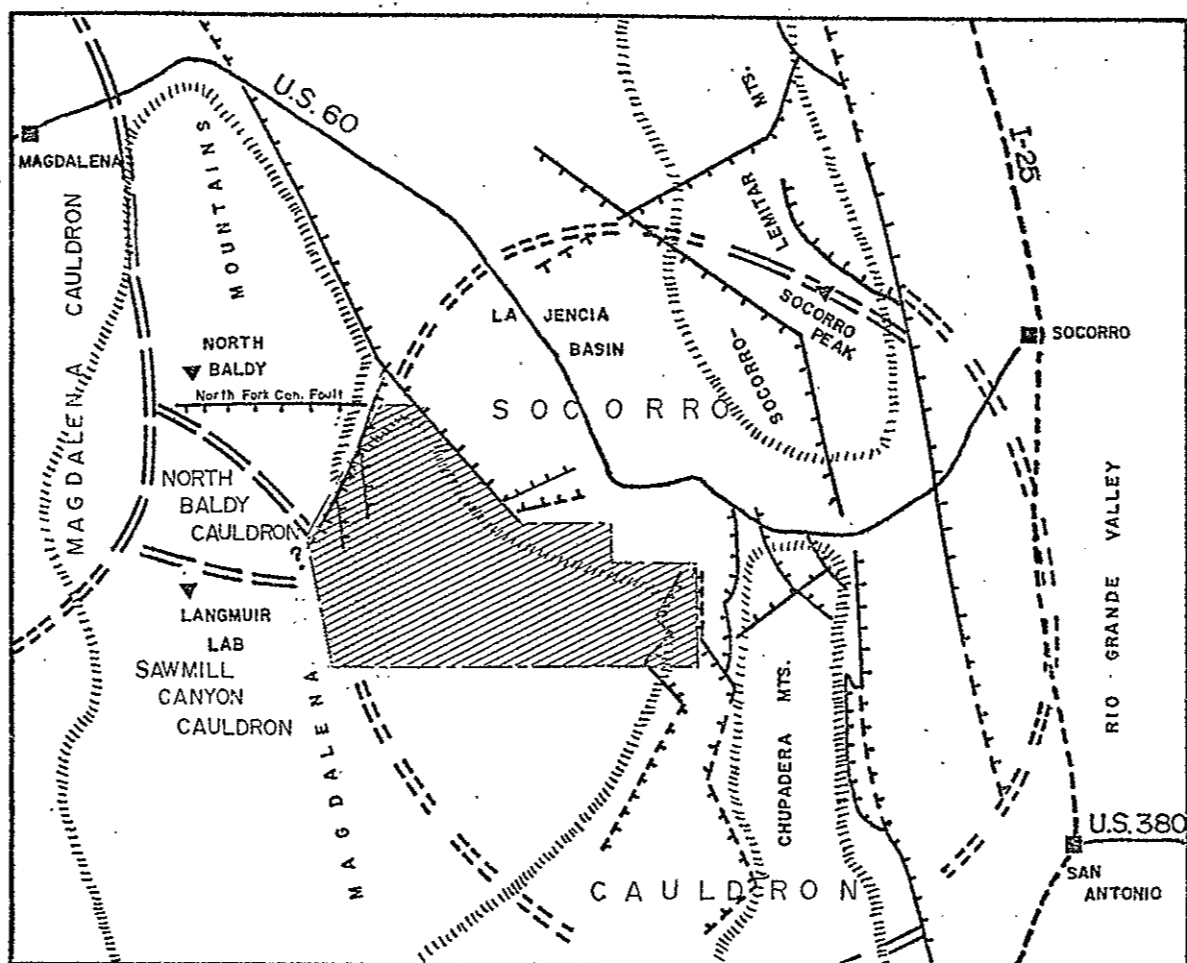 U.S. 60
I-25
MTS.
MAGDALENA
LEMITAR
MOUNTAINS
MAGDALENA CAULDRON
LA JENCIA
BASIN
SOCORRO
PEAK
SOCORRO
NORTH
BALDY
North Fork Can. Foult
SOCORRO
SOCORRO-
NORTH
BALDY
CAULDRON
?
LANGMUIR
LAB
SAWMILL
CANYON
CAULDRON
MAGDALENA
CHUPADERA MTS.
RIO GRANDE VALLEY
U.S. 380
SAN
ANTONIO
CAULDRON